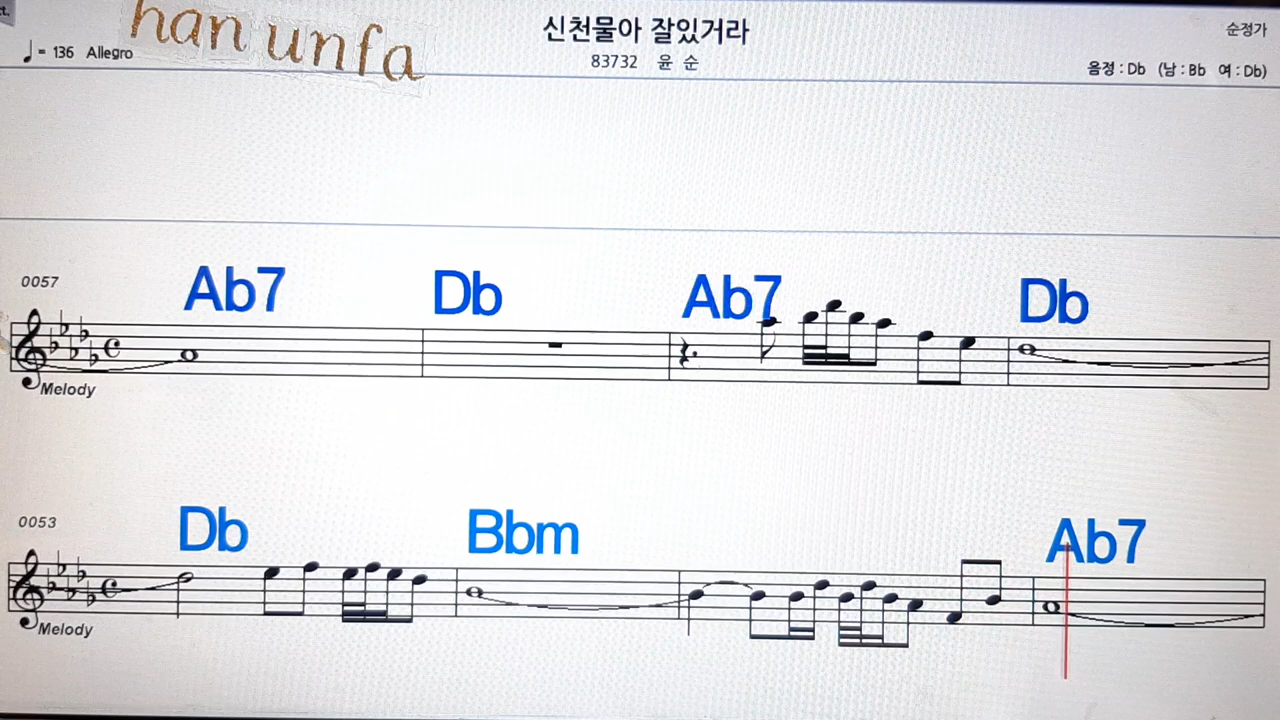 han unfa
신천물아 잘있거라
순정가
= 136 Allegro
83732 윤 순
음정 : Db (남 : Bb 여 : Db)
0057
Ab7 Db Ab7 Db
Melody
0053
Db Bbm Ab7
Melody